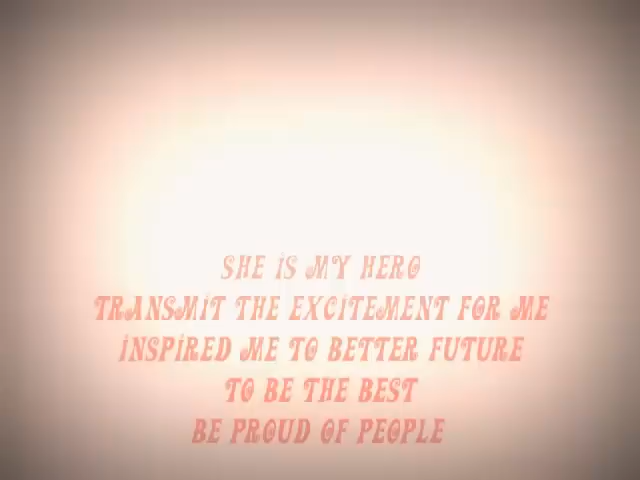 SHE IS MY HERO
TRANSMIT THE EXCITEMENT FOR ME
INSPIRED ME TO BETTER FUTURE
TO BE THE BEST
BE PROUD OF PEOPLE